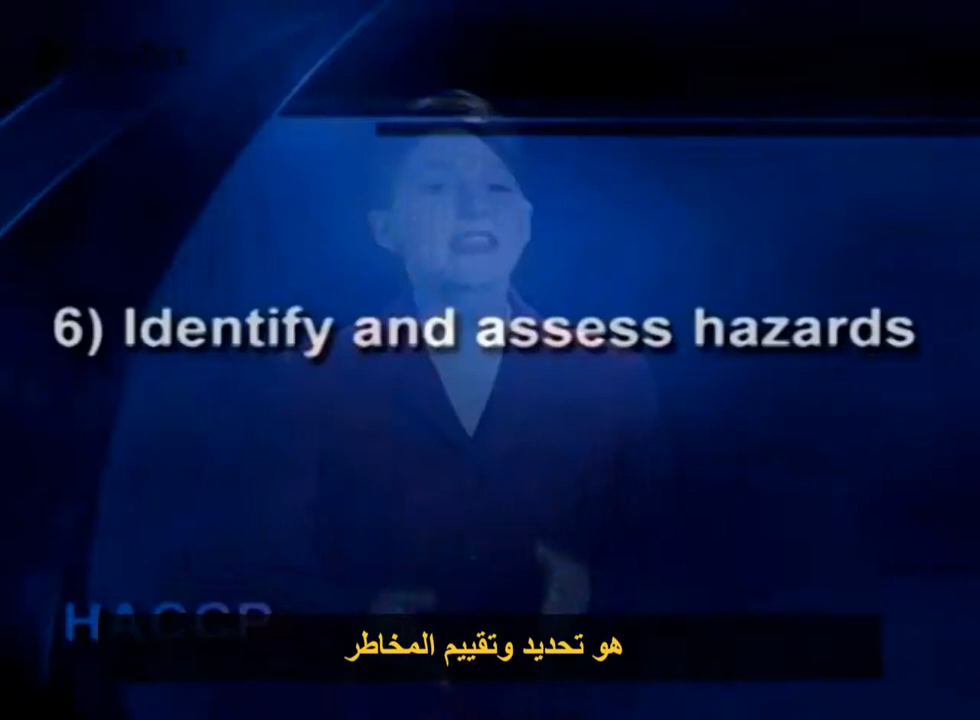 6) Identify and assess hazards
HACCP
هو تحديد وتقييم المخاطر